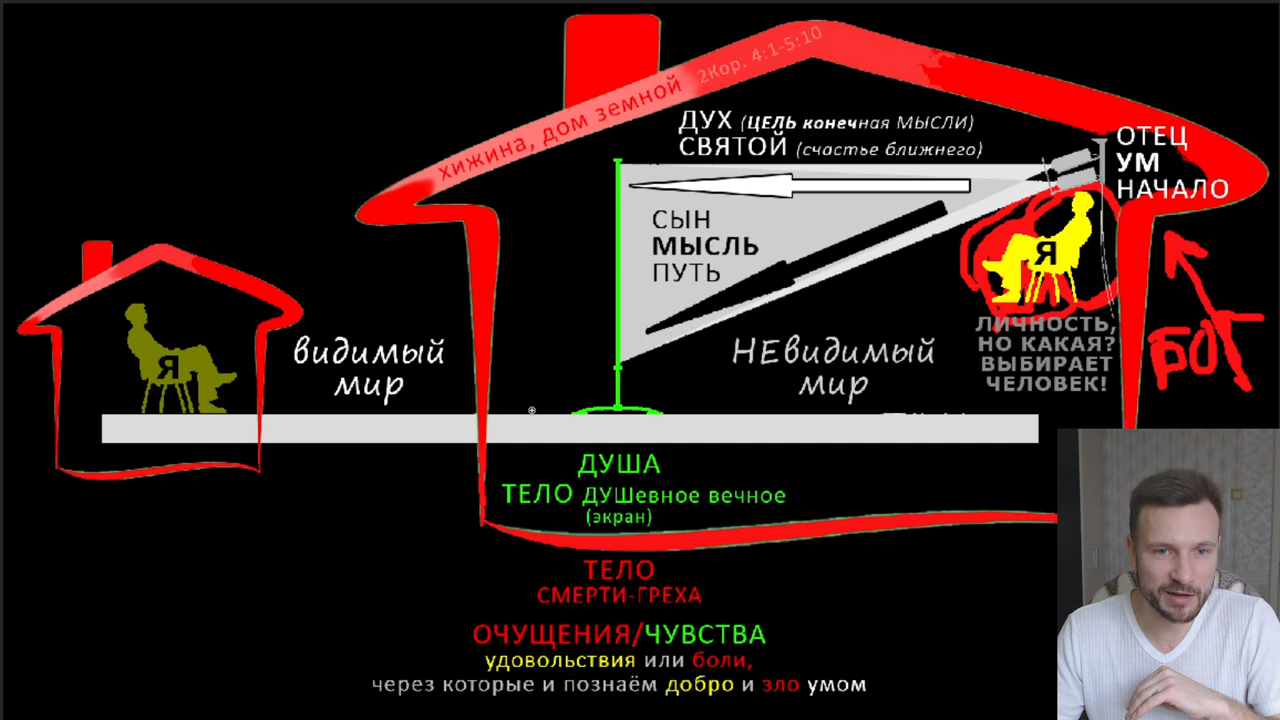 хижина, дом земной 2Кор. 4:1-5:10
ДУХ (ЦЕЛЬ конечная МЫСЛИ)
СВЯТОЙ (счастье ближнего)
ОТЕЦ
УМ
НАЧАЛО
СЫН
МЫСЛЬ
ПУТЬ
Я
ЛИЧНОСТЬ,
НО КАКАЯ?
ВЫБИРАЕТ
ЧЕЛОВЕК!
БОГ
Я
видимый
мир
НЕвидимый
мир
ДУША
ТЕЛО ДУШевное вечное
(экран)
ТЕЛО
СМЕРТИ-ГРЕХА
ОЧУЩЕНИЯ/ЧУВСТВА
удовольствия или боли,
через которые и познаём добро и зло умом